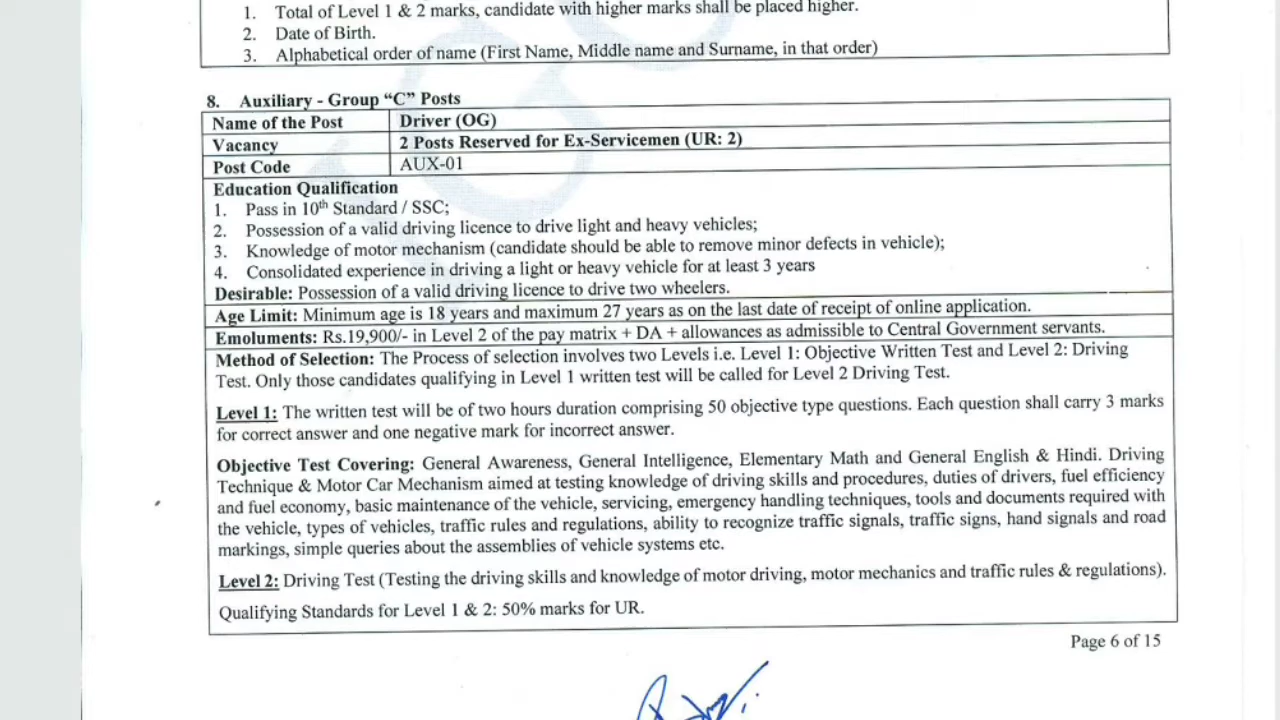 1. Total of Level 1 & 2 marks, candidate with higher marks shall be placed higher.
2. Date of Birth.
3. Alphabetical order of name (First Name, Middle name and Surname, in that order)
8. Auxiliary - Group “C” Posts
Name of the Post Driver (OG)
Vacancy 2 Posts Reserved for Ex-Servicemen (UR: 2)
Post Code AUX-01
Education Qualification
1. Pass in 10th Standard / SSC;
2. Possession of a valid driving licence to drive light and heavy vehicles;
3. Knowledge of motor mechanism (candidate should be able to remove minor defects in vehicle);
4. Consolidated experience in driving a light or heavy vehicle for at least 3 years
Desirable: Possession of a valid driving licence to drive two wheelers.
Age Limit: Minimum age is 18 years and maximum 27 years as on the last date of receipt of online application.
Emoluments: Rs.19,900/- in Level 2 of the pay matrix + DA + allowances as admissible to Central Government servants.
Method of Selection: The Process of selection involves two Levels i.e. Level 1: Objective Written Test and Level 2: Driving
Test. Only those candidates qualifying in Level 1 written test will be called for Level 2 Driving Test.
Level 1: The written test will be of two hours duration comprising 50 objective type questions. Each question shall carry 3 marks
for correct answer and one negative mark for incorrect answer.
Objective Test Covering: General Awareness, General Intelligence, Elementary Math and General English & Hindi. Driving
Technique & Motor Car Mechanism aimed at testing knowledge of driving skills and procedures, duties of drivers, fuel efficiency
and fuel economy, basic maintenance of the vehicle, servicing, emergency handling techniques, tools and documents required with
the vehicle, types of vehicles, traffic rules and regulations, ability to recognize traffic signals, traffic signs, hand signals and road
markings, simple queries about the assemblies of vehicle systems etc.
Level 2: Driving Test (Testing the driving skills and knowledge of motor driving, motor mechanics and traffic rules & regulations).
Qualifying Standards for Level 1 & 2: 50% marks for UR.
Page 6 of 15